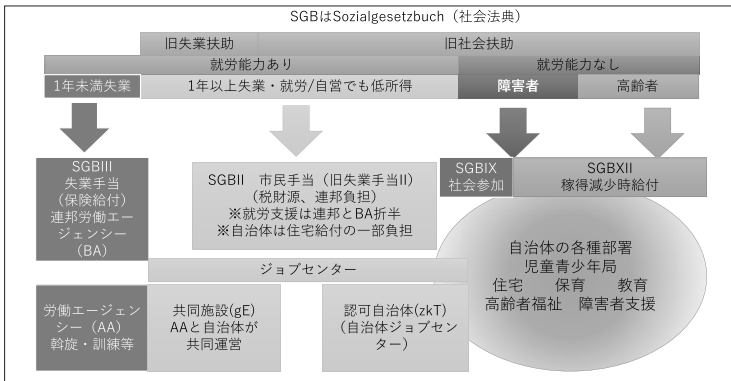 SGBはSozialgesetzbuch（社会法典）
旧失業扶助
旧社会扶助
就労能力あり
就労能力なし
1年未満失業
1年以上失業・就労/自営でも低所得
障害者
高齢者
SGBIII
失業手当
(保険給付)
連邦労働エー
ジェンシー
(BA)
SGBII　市民手当（旧失業手当II）
(税財源、連邦負担）
※就労支援は連邦とBA折半
※自治体は住宅給付の一部負担
SGBIX
社会参加
SGBXII
稼得減少時給付
ジョブセンター
自治体の各種部署
児童青少年局
住宅　保育　教育
高齢者福祉　障害者支援
労働エージェン
シー（AA）
斡旋・訓練等
共同施設(gE)
AAと自治体が
共同運営
認可自治体(zkT)
（自治体ジョブセン
ター）